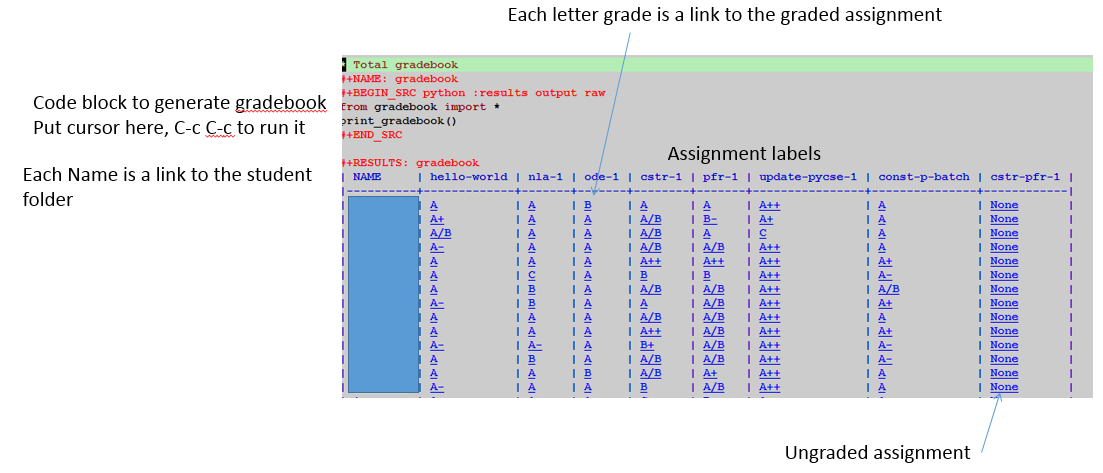 Each letter grade is a link to the graded assignment
Total gradebook
#+NAME: gradebook
#+BEGIN_SRC python :results output raw
from gradebook import *
print_gradebook()
#+END_SRC
Code block to generate gradebook
Put cursor here, C-c C-c to run it
Each Name is a link to the student
folder
Assignment labels
#+RESULTS: gradebook
| NAME | hello-world | nla-1 | ode-1 | cstr-1 | pfr-1 | update-pycse-1 | const-p-batch | cstr-pfr-1 |
| A | A | B | A | A | A++ | A | None |
| A+ | A | A | A/B | B- | A+ | A | None |
| A/B | A | A | A/B | A | C | A | None |
| A- | A | A | A/B | A/B | A++ | A | None |
| A | A | A | A++ | A++ | A++ | A+ | None |
| A | C | A | B | B | A++ | A- | None |
| A | B | A | A/B | A/B | A++ | A/B | None |
| A- | B | A | A | A/B | A++ | A+ | None |
| A | A | A | A/B | A/B | A++ | A | None |
| A | A | A | A++ | A/B | A++ | A+ | None |
| A- | A- | A | B+ | A/B | A++ | A- | None |
| A | B | A | A/B | A/B | A++ | A- | None |
| A | A | B | A/B | A+ | A++ | A | None |
| A- | A | A | B | A/B | A++ | A | None |
Ungraded assignment